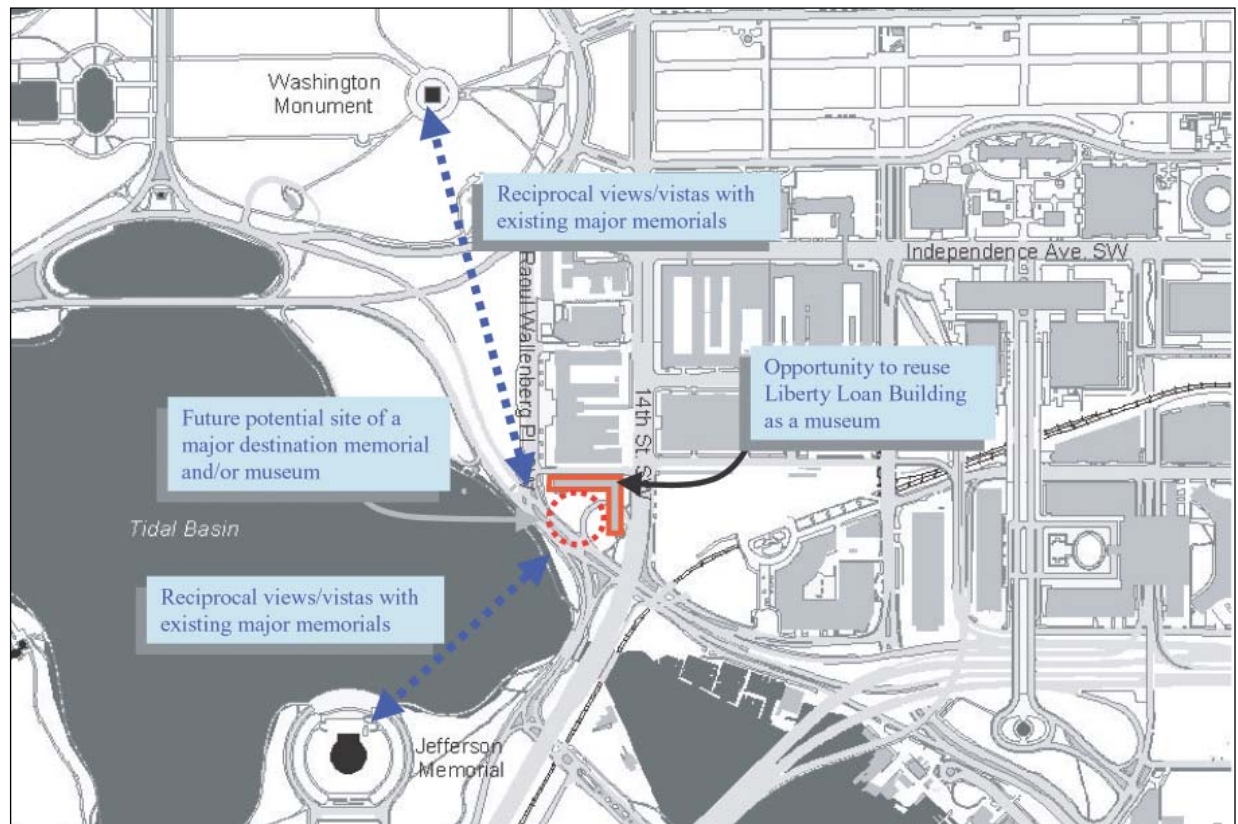 Washington
Monument
Reciprocal views/vistas with
existing major memorials
Independence Ave. SW
Raoul Wallenberg Pl.
Opportunity to reuse
Liberty Loan Building
as a museum
14th St. SW
Future potential site of a
major destination memorial
and/or museum
Tidal Basin
Reciprocal views/vistas with
existing major memorials
Jefferson
Memorial